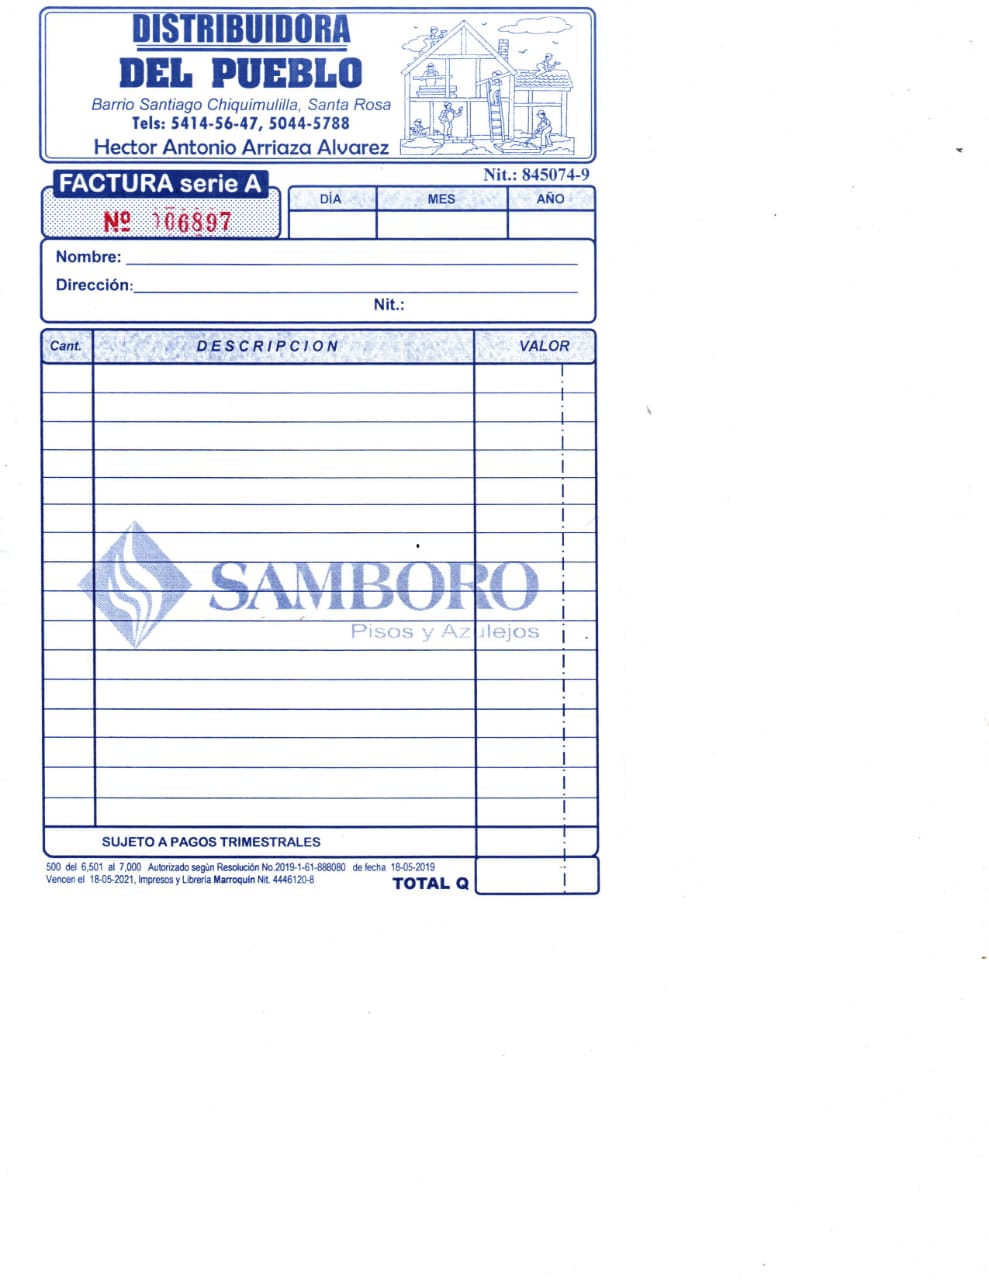 DISTRIBUIDORA
DEL PUEBLO
Barrio Santiago Chiquimulilla, Santa Rosa
Tels: 5414-56-47, 5044-5788
Hector Antonio Arriaza Alvarez
Nit.: 845074-9
FACTURA serie A
Nº 006897
DÍA MES AÑO
Nombre:
Dirección:
Nit.:
Cant. DESCRIPCION VALOR
SAMBORO
Pisos y Azulejos
SUJETO A PAGOS TRIMESTRALES
500 del 6,501 al 7,000 Autorizado según Resolución No.2019-1-61-888080 de fecha 18-05-2019
Vencen el 18-05-2021, Impresos y Librería Marroquín Nit. 4446120-8
TOTAL Q